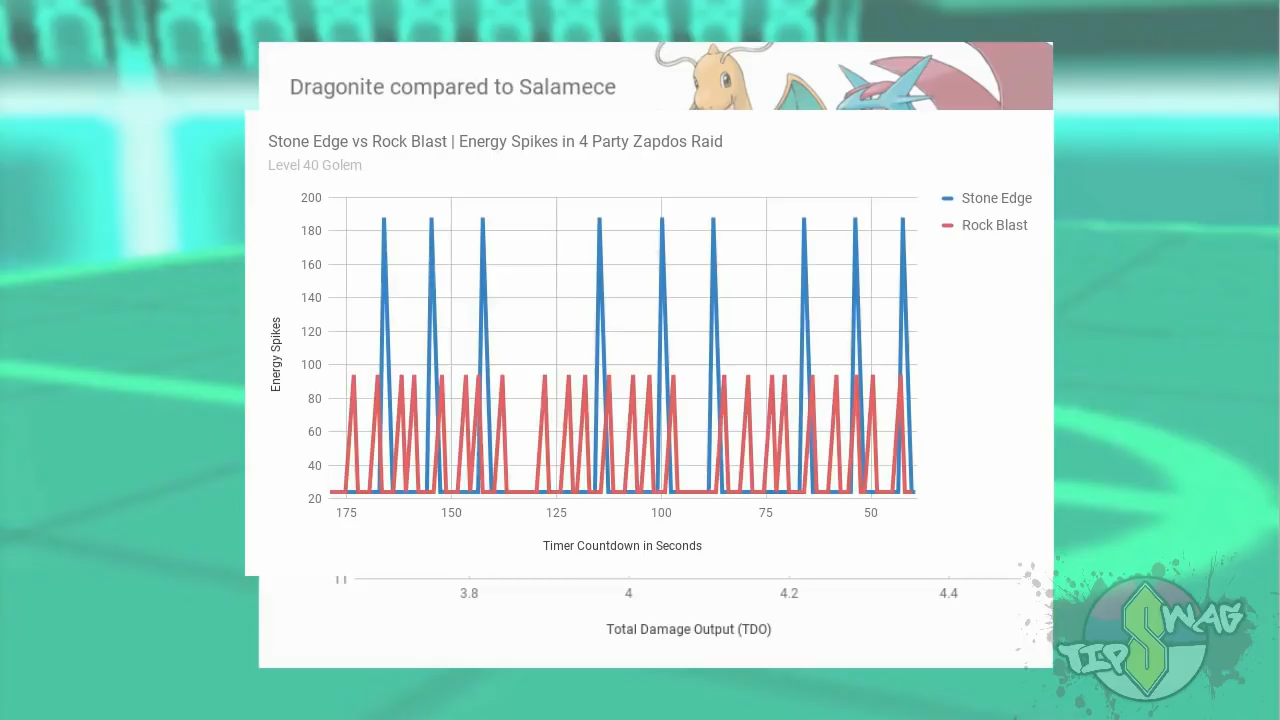 Dragonite compared to Salamece
Stone Edge vs Rock Blast | Energy Spikes in 4 Party Zapdos Raid
Level 40 Golem
Stone Edge
Rock Blast
200
180
160
140
120
100
80
60
40
20
Energy Spikes
175 150 125 100 75 50
Timer Countdown in Seconds
3.8 4 4.2 4.4
Total Damage Output (TDO)
SWAG
TIPS